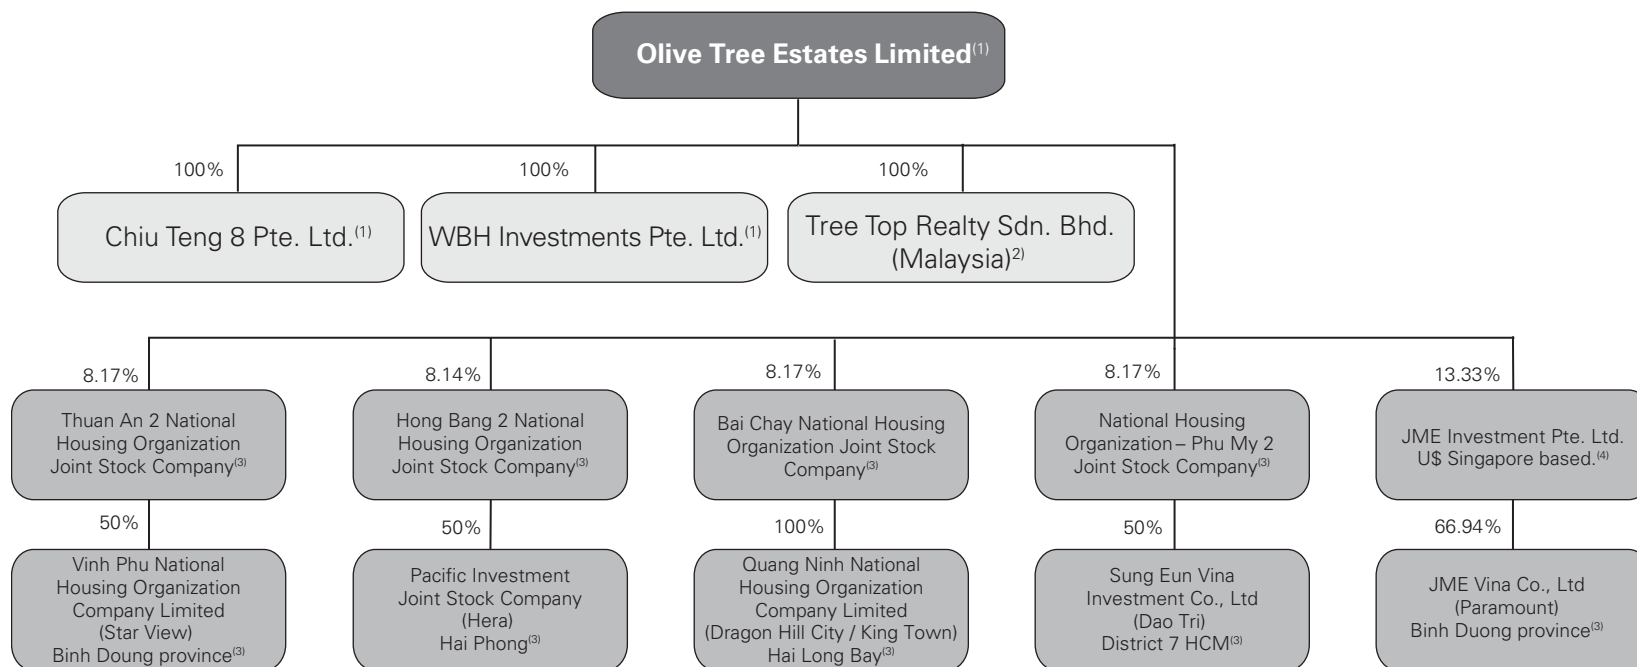 Olive Tree Estates Limited(1)
100%
100%
100%
Chiu Teng 8 Pte. Ltd.(1)
WBH Investments Pte. Ltd.(1)
Tree Top Realty Sdn. Bhd.
(Malaysia)2)
8.17%
8.14%
8.17%
8.17%
13.33%
Thuan An 2 National
Housing Organization
Joint Stock Company(3)
Hong Bang 2 National
Housing Organization
Joint Stock Company(3)
Bai Chay National Housing
Organization Joint Stock
Company(3)
National Housing
Organization – Phu My 2
Joint Stock Company(3)
JME Investment Pte. Ltd.
U$ Singapore based.(4)
50%
50%
100%
50%
66.94%
Vinh Phu National
Housing Organization
Company Limited
(Star View)
Binh Doung province(3)
Pacific Investment
Joint Stock Company
(Hera)
Hai Phong(3)
Quang Ninh National
Housing Organization
Company Limited
(Dragon Hill City / King Town)
Hai Long Bay(3)
Sung Eun Vina
Investment Co., Ltd
(Dao Tri)
District 7 HCM(3)
JME Vina Co., Ltd
(Paramount)
Binh Duong province(3)